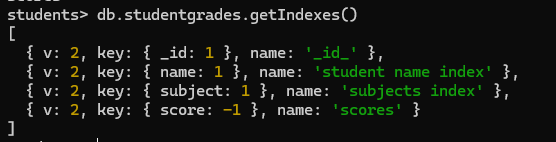 students> db.studentgrades.getIndexes()
[
  { v: 2, key: { _id: 1 }, name: '_id_' },
  { v: 2, key: { name: 1 }, name: 'student name index' },
  { v: 2, key: { subject: 1 }, name: 'subjects index' },
  { v: 2, key: { score: -1 }, name: 'scores' }
]